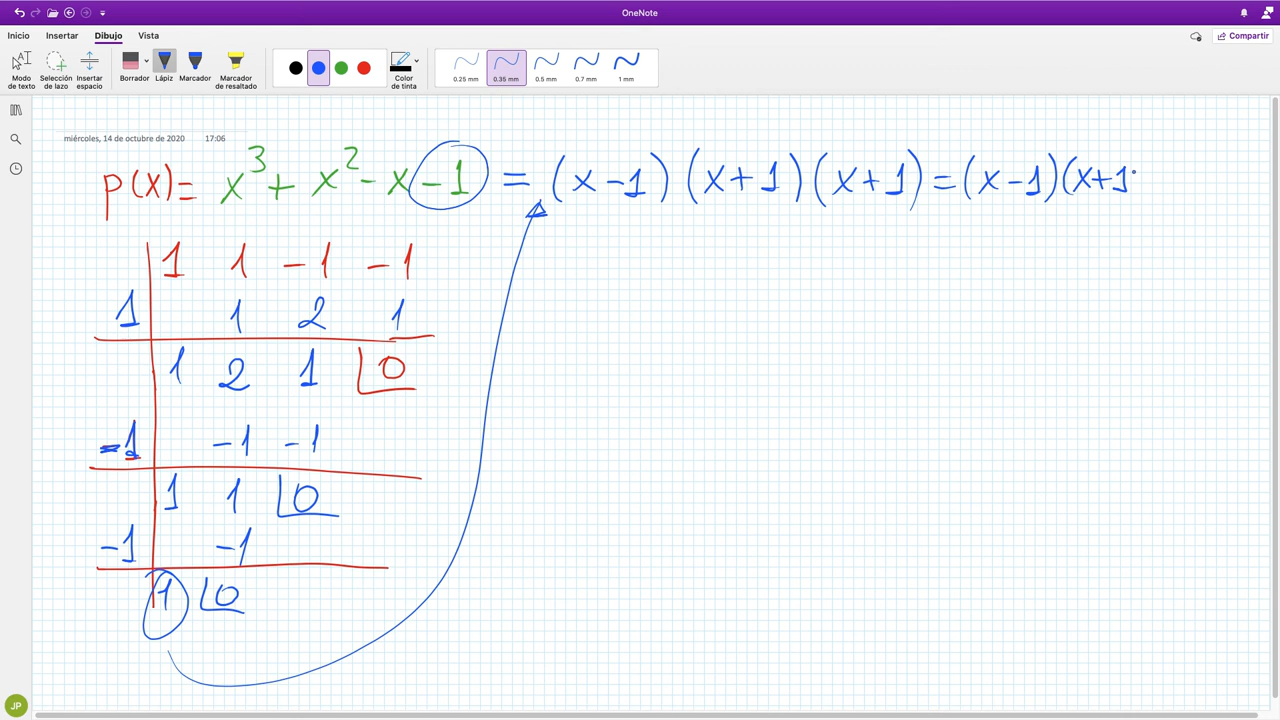 OneNote
Inicio Insertar Dibujo Vista
Compartir
Modo de texto
Selección de lazo
Insertar espacio
Borrador
Lápiz
Marcador
Marcador de resaltado
Color de tinta
0.25 mm 0.35 mm 0.5 mm 0.7 mm 1 mm
miércoles, 14 de octubre de 2020 17:06
P(X)= x³ + x² - x - 1 = (x - 1) (x + 1) (x + 1) = (x - 1)(x+1
1 1 -1 -1
1 1 2 1
1 2 1 0
-1 -1 -1
1 1 0
-1 -1
1 0
JP